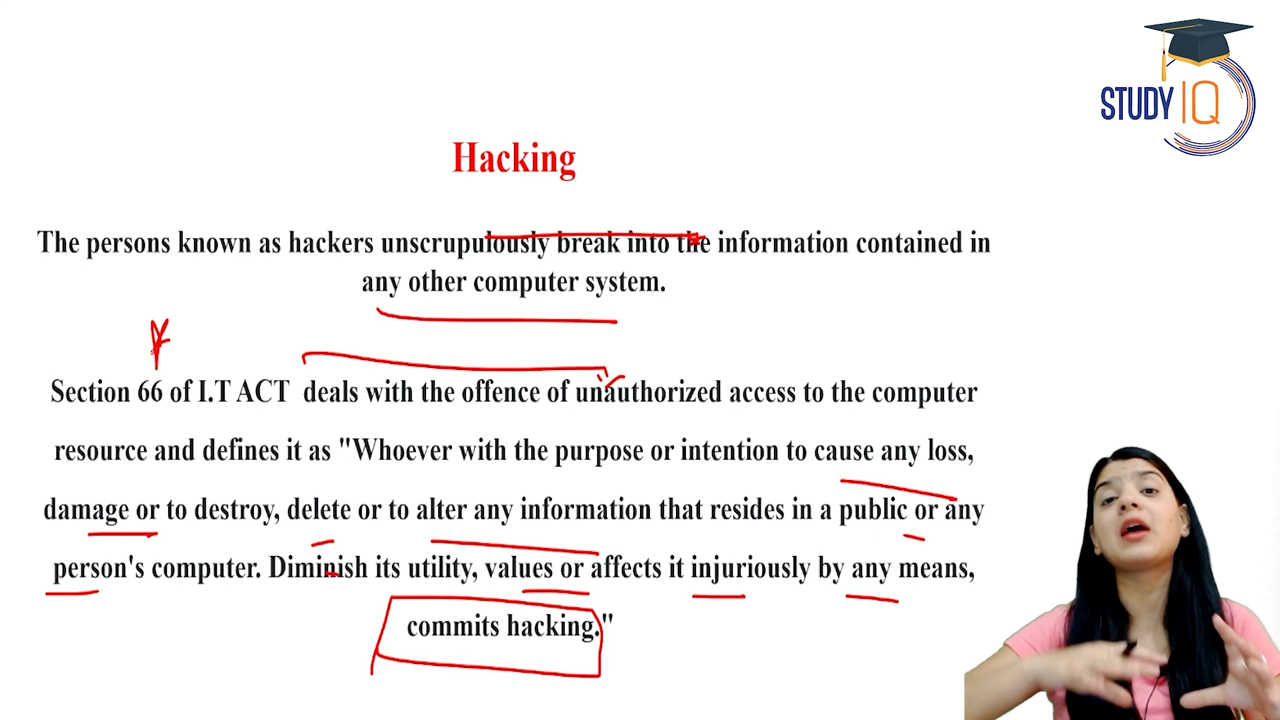 STUDY IQ
Hacking
The persons known as hackers unscrupulously break into the information contained in
any other computer system.
Section 66 of I.T ACT deals with the offence of unauthorized access to the computer
resource and defines it as "Whoever with the purpose or intention to cause any loss,
damage or to destroy, delete or to alter any information that resides in a public or any
person's computer. Diminish its utility, values or affects it injuriously by any means,
commits hacking."